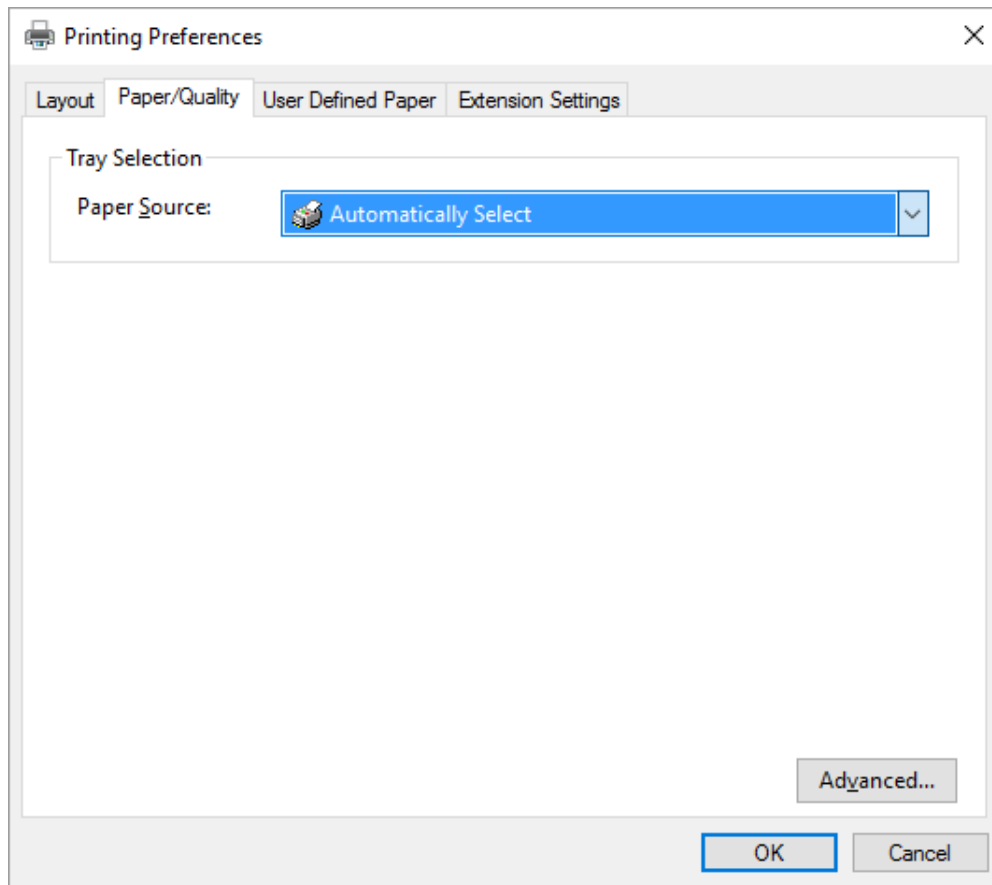 Printing Preferences
Layout Paper/Quality User Defined Paper Extension Settings
Tray Selection
Paper Source: Automatically Select
Advanced...
OK Cancel